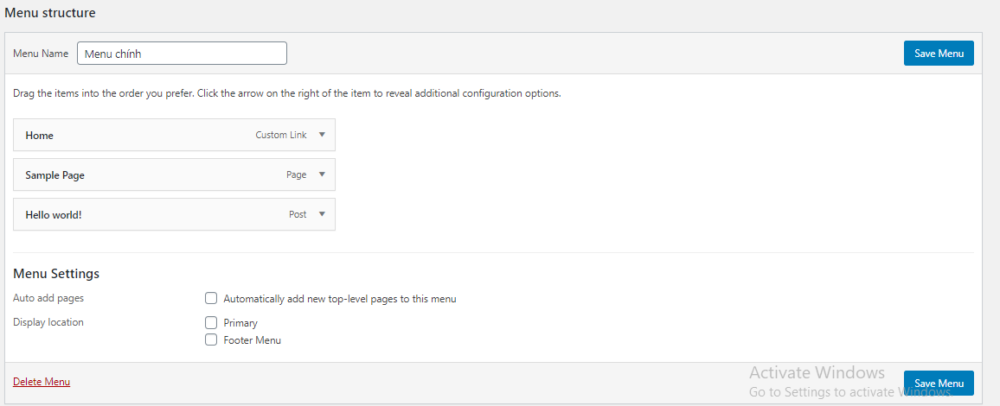 Menu structure
Menu Name Menu chính Save Menu
Drag the items into the order you prefer. Click the arrow on the right of the item to reveal additional configuration options.
Home Custom Link
Sample Page Page
Hello world! Post
Menu Settings
Auto add pages Automatically add new top-level pages to this menu
Display location Primary
Footer Menu
Delete Menu Save Menu
Activate Windows
Go to Settings to activate Windows.